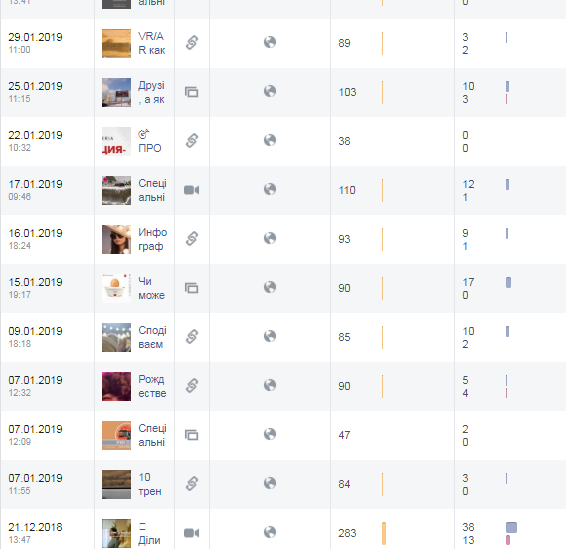 13:41
альні
0
29.01.2019
11:00
VR/A
R как
89
3
2
25.01.2019
11:15
Друзі
, а як
103
10
3
22.01.2019
10:32
ПРО
38
0
0
17.01.2019
09:46
Спеці
альні
110
12
1
16.01.2019
18:24
Инфо
граф
93
9
1
15.01.2019
19:17
Чи
може
90
17
0
09.01.2019
18:18
Споді
ваєм
85
10
2
07.01.2019
12:32
Рожд
естве
90
5
4
07.01.2019
12:09
Спеці
альні
47
2
0
07.01.2019
11:55
10
трен
84
3
0
21.12.2018
13:47
Діли
283
38
13